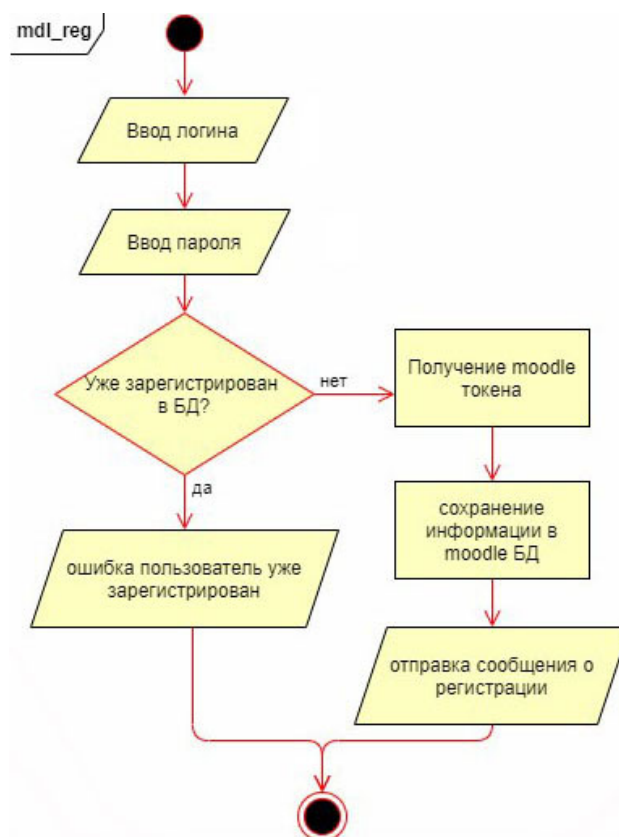 mdl_reg
Ввод логина
Ввод пароля
Уже зарегистрирован
в БД?
нет
Получение moodle
токена
да
сохранение
информации в
moodle БД
ошибка пользователь уже
зарегистрирован
отправка сообщения о
регистрации